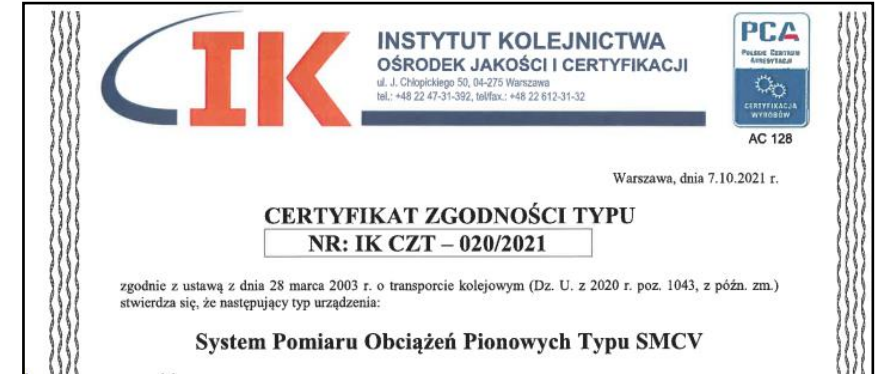 IK
INSTYTUT KOLEJNICTWA
OŚRODEK JAKOŚCI I CERTYFIKACJI
ul. J. Chłopickiego 50, 04-275 Warszawa
tel.: +48 22 47-31-392, tel/fax.: +48 22 612-31-32
PCA
POLSKIE CENTRUM
AKREDYTACJI
CERTYFIKACJA
WYROBÓW
AC 128
Warszawa, dnia 7.10.2021 r.
CERTYFIKAT ZGODNOŚCI TYPU
NR: IK CZT – 020/2021
zgodnie z ustawą z dnia 28 marca 2003 r. o transporcie kolejowym (Dz. U. z 2020 r. poz. 1043, z późn. zm.)
stwierdza się, że następujący typ urządzenia:
System Pomiaru Obciążeń Pionowych Typu SMCV